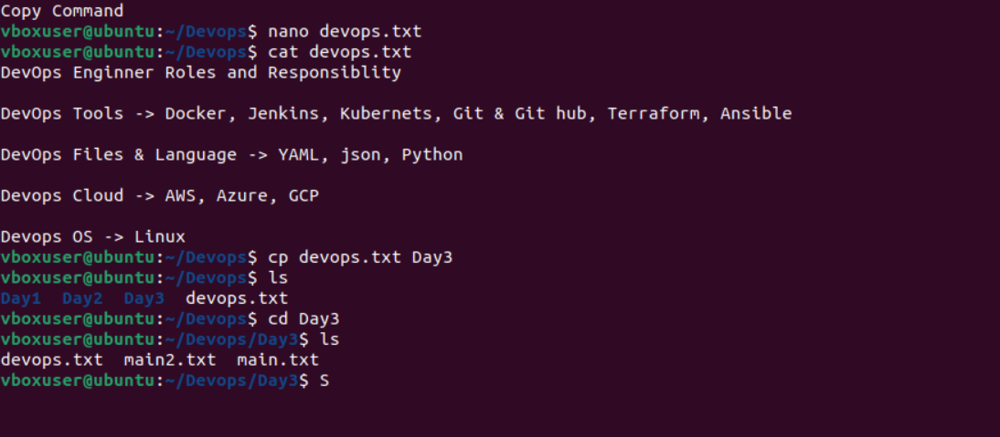 Copy Command
vboxuser@ubuntu:~/Devops$ nano devops.txt
vboxuser@ubuntu:~/Devops$ cat devops.txt
DevOps Enginner Roles and Responsiblity
DevOps Tools -> Docker, Jenkins, Kubernets, Git & Git hub, Terraform, Ansible
DevOps Files & Language -> YAML, json, Python
Devops Cloud -> AWS, Azure, GCP
Devops OS -> Linux
vboxuser@ubuntu:~/Devops$ cp devops.txt Day3
vboxuser@ubuntu:~/Devops$ ls
Day1  Day2  Day3  devops.txt
vboxuser@ubuntu:~/Devops$ cd Day3
vboxuser@ubuntu:~/Devops/Day3$ ls
devops.txt  main2.txt  main.txt
vboxuser@ubuntu:~/Devops/Day3$ S